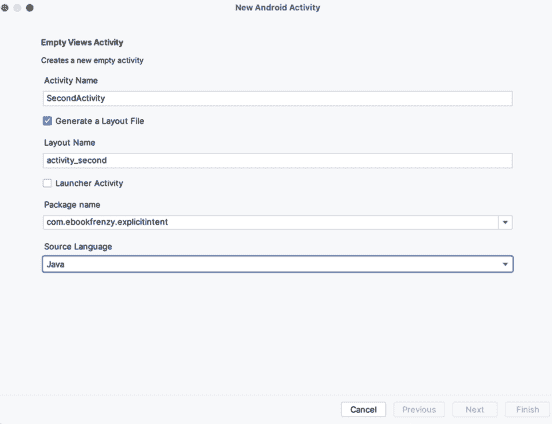 New Android Activity
Empty Views Activity
Creates a new empty activity
Activity Name
SecondActivity
Generate a Layout File
Layout Name
activity_second
Launcher Activity
Package name
com.ebookfrenzy.explicitintent
Source Language
Java
Cancel Previous Next Finish